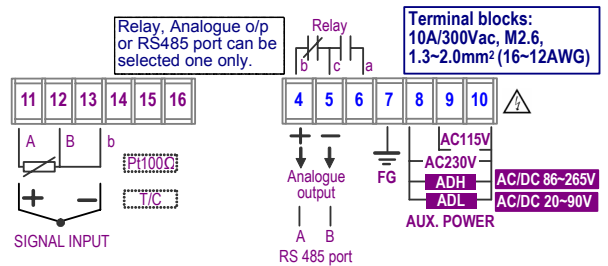 Relay, Analogue o/p
or RS485 port can be
selected one only.
Relay
b c a
Terminal blocks:
10A/300Vac, M2.6,
1.3~2.0mm² (16~12AWG)
11 12 13 14 15 16
4 5 6 7 8 9 10
A B b
Pt100Ω
T/C
+ −
SIGNAL INPUT
+ −
Analogue
output
A B
RS 485 port
FG
AC115V
AC230V
ADH AC/DC 86~265V
ADL AC/DC 20~90V
AUX. POWER